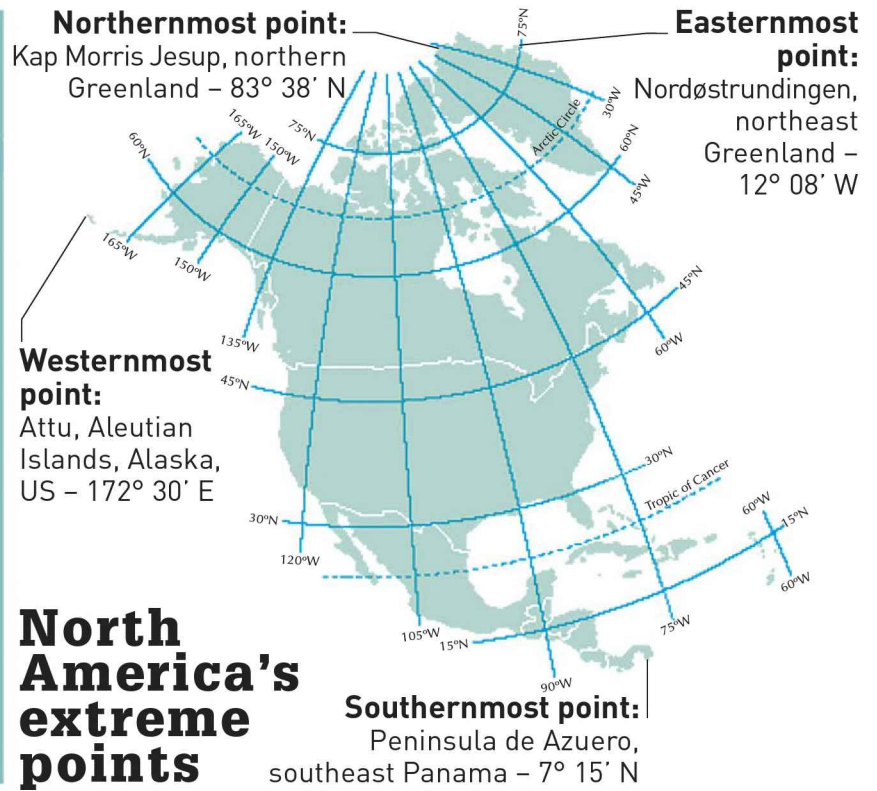 Northernmost point:
Kap Morris Jesup, northern
Greenland – 83° 38’ N
Easternmost
point:
Nordøstrundingen,
northeast
Greenland –
12° 08’ W
75°N
30°W
Arctic Circle
60°N
45°W
165°W
150°W
75°N
60°N
165°W
150°W
135°W
45°N
60°W
Westernmost
point:
Attu, Aleutian
Islands, Alaska,
US – 172° 30’ E
45°N
30°N
Tropic of Cancer
30°N
120°W
60°W
15°N
60°W
105°W
15°N
75°W
90°W
North
America’s
extreme
points
Southernmost point:
Peninsula de Azuero,
southeast Panama – 7° 15’ N